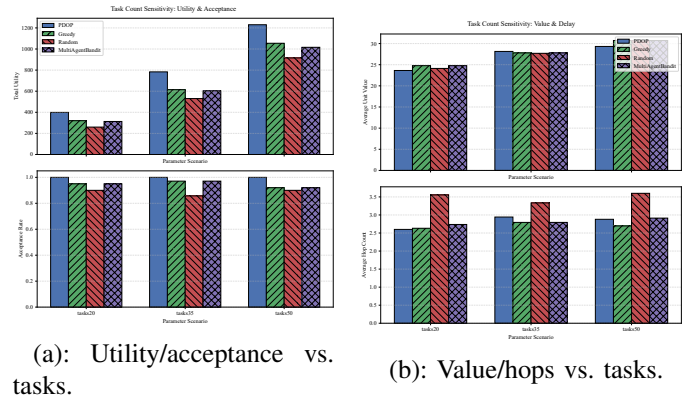 Task Count Sensitivity: Utility & Acceptance
PDOP
Greedy
Random
MultiAgentBandit
Total Utility
1200
1000
800
600
400
200
0
Parameter Scenario
Acceptance Rate
1.0
0.8
0.6
0.4
0.2
0.0
tasks20
tasks35
tasks50
Parameter Scenario
(a): Utility/acceptance vs.
tasks.
Task Count Sensitivity: Value & Delay
PDOP
Greedy
Random
MultiAgentBandit
Average Unit Value
30
25
20
15
10
5
0
Parameter Scenario
Average Hop Count
3.5
3.0
2.5
2.0
1.5
1.0
0.5
0.0
tasks20
tasks35
tasks50
Parameter Scenario
(b): Value/hops vs. tasks.